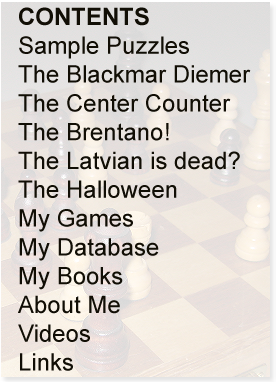 CONTENTS
Sample Puzzles
The Blackmar Diemer
The Center Counter
The Brentano!
The Latvian is dead?
The Halloween
My Games
My Database
My Books
About Me
Videos
Links